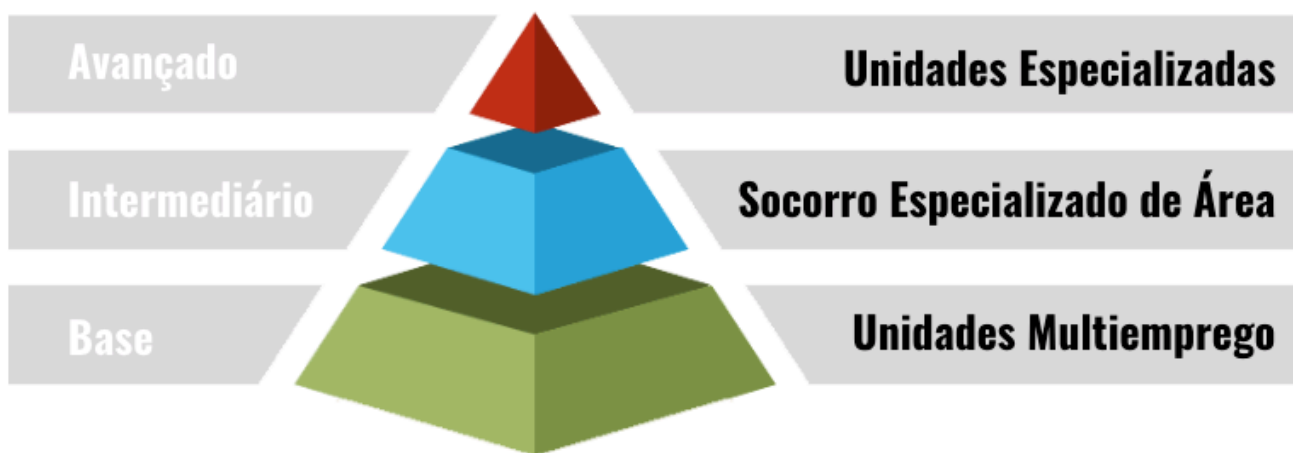 Avançado
Unidades Especializadas
Intermediário
Socorro Especializado de Área
Base
Unidades Multiemprego